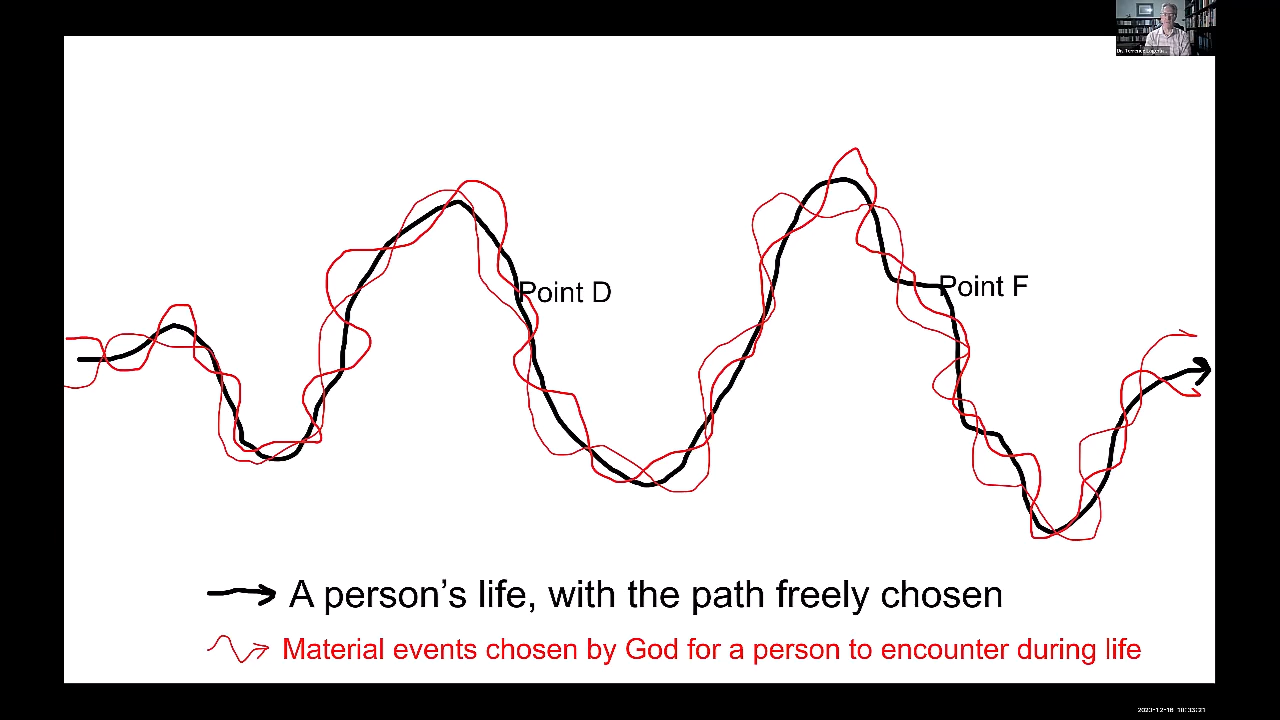 Point D
Point F
A person's life, with the path freely chosen
Material events chosen by God for a person to encounter during life